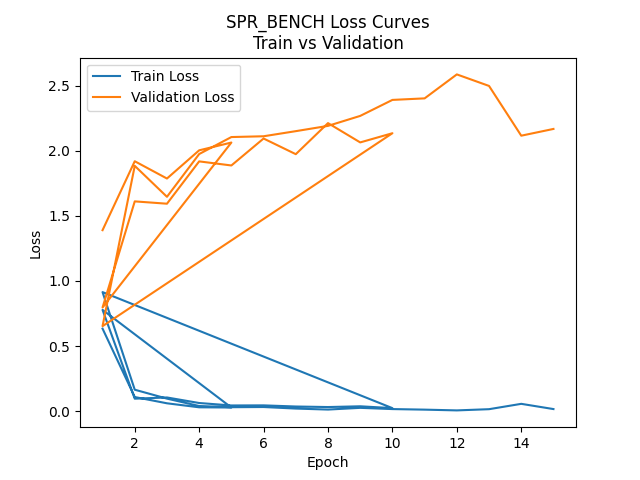 SPR_BENCH Loss Curves
Train vs Validation
Train Loss
Validation Loss
2.5
2.0
1.5
1.0
0.5
0.0
Loss
2 4 6 8 10 12 14
Epoch